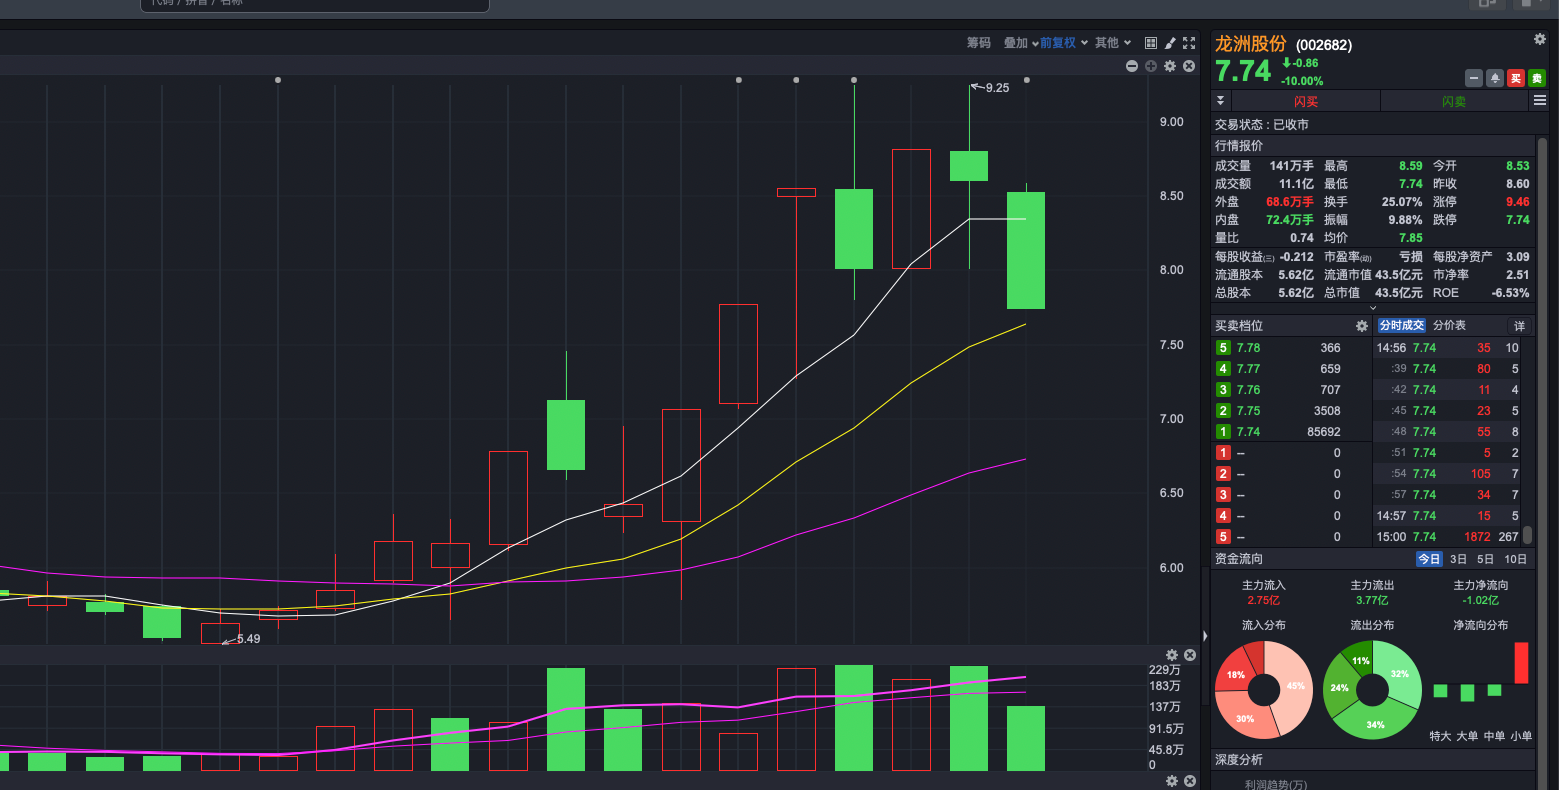 代码 / 拼音 / 名称
筹码 叠加 前复权 其他
9.25
9.00
8.50
8.00
7.50
7.00
6.50
6.00
5.49
229万
183万
137万
91.5万
45.8万
0
龙洲股份 (002682)
7.74 -0.86
-10.00%
买 卖
闪买 闪卖
交易状态 : 已收市
行情报价
成交量 141万手 最高 8.59 今开 8.53
成交额 11.1亿 最低 7.74 昨收 8.60
外盘 68.6万手 换手 25.07% 涨停 9.46
内盘 72.4万手 振幅 9.88% 跌停 7.74
量比 0.74 均价 7.85
每股收益(三) -0.212 市盈率(动) 亏损 每股净资产 3.09
流通股本 5.62亿 流通市值 43.5亿元 市净率 2.51
总股本 5.62亿 总市值 43.5亿元 ROE -6.53%
买卖档位 分时成交 分价表 详
5 7.78 366 14:56 7.74 35 10
4 7.77 659 :39 7.74 80 5
3 7.76 707 :42 7.74 11 4
2 7.75 3508 :45 7.74 23 5
1 7.74 85692 :48 7.74 55 8
1 -- 0 :51 7.74 5 2
2 -- 0 :54 7.74 105 7
3 -- 0 :57 7.74 34 7
4 -- 0 14:57 7.74 15 5
5 -- 0 15:00 7.74 1872 267
资金流向 今日 3日 5日 10日
主力流入 主力流出 主力净流向
2.75亿 3.77亿 -1.02亿
流入分布 流出分布 净流向分布
18% 45% 30%
11% 32% 24% 34%
特大 大单 中单 小单
深度分析
利润趋势(万)